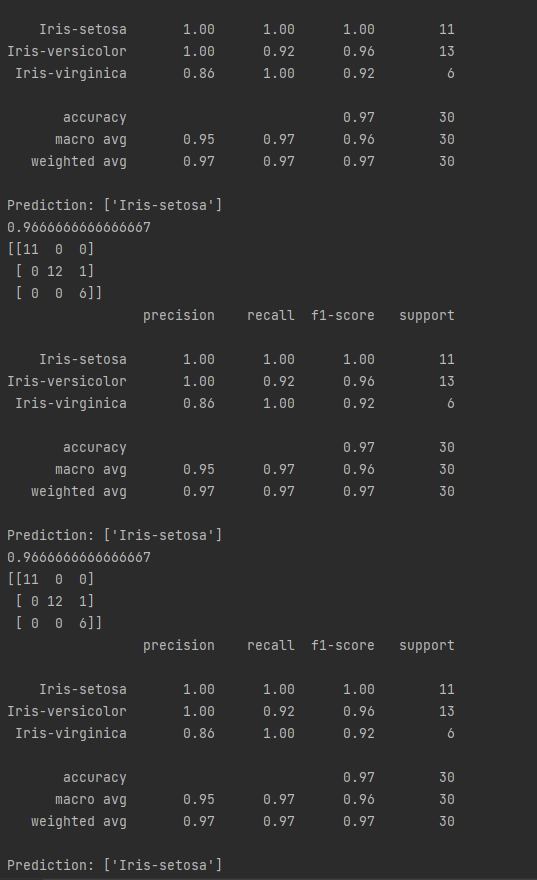 Iris-setosa 1.00 1.00 1.00 11
Iris-versicolor 1.00 0.92 0.96 13
Iris-virginica 0.86 1.00 0.92 6
accuracy 0.97 30
macro avg 0.95 0.97 0.96 30
weighted avg 0.97 0.97 0.97 30
Prediction: ['Iris-setosa']
0.9666666666666667
[[11 0 0]
[ 0 12 1]
[ 0 0 6]]
precision recall f1-score support
Iris-setosa 1.00 1.00 1.00 11
Iris-versicolor 1.00 0.92 0.96 13
Iris-virginica 0.86 1.00 0.92 6
accuracy 0.97 30
macro avg 0.95 0.97 0.96 30
weighted avg 0.97 0.97 0.97 30
Prediction: ['Iris-setosa']
0.9666666666666667
[[11 0 0]
[ 0 12 1]
[ 0 0 6]]
precision recall f1-score support
Iris-setosa 1.00 1.00 1.00 11
Iris-versicolor 1.00 0.92 0.96 13
Iris-virginica 0.86 1.00 0.92 6
accuracy 0.97 30
macro avg 0.95 0.97 0.96 30
weighted avg 0.97 0.97 0.97 30
Prediction: ['Iris-setosa']